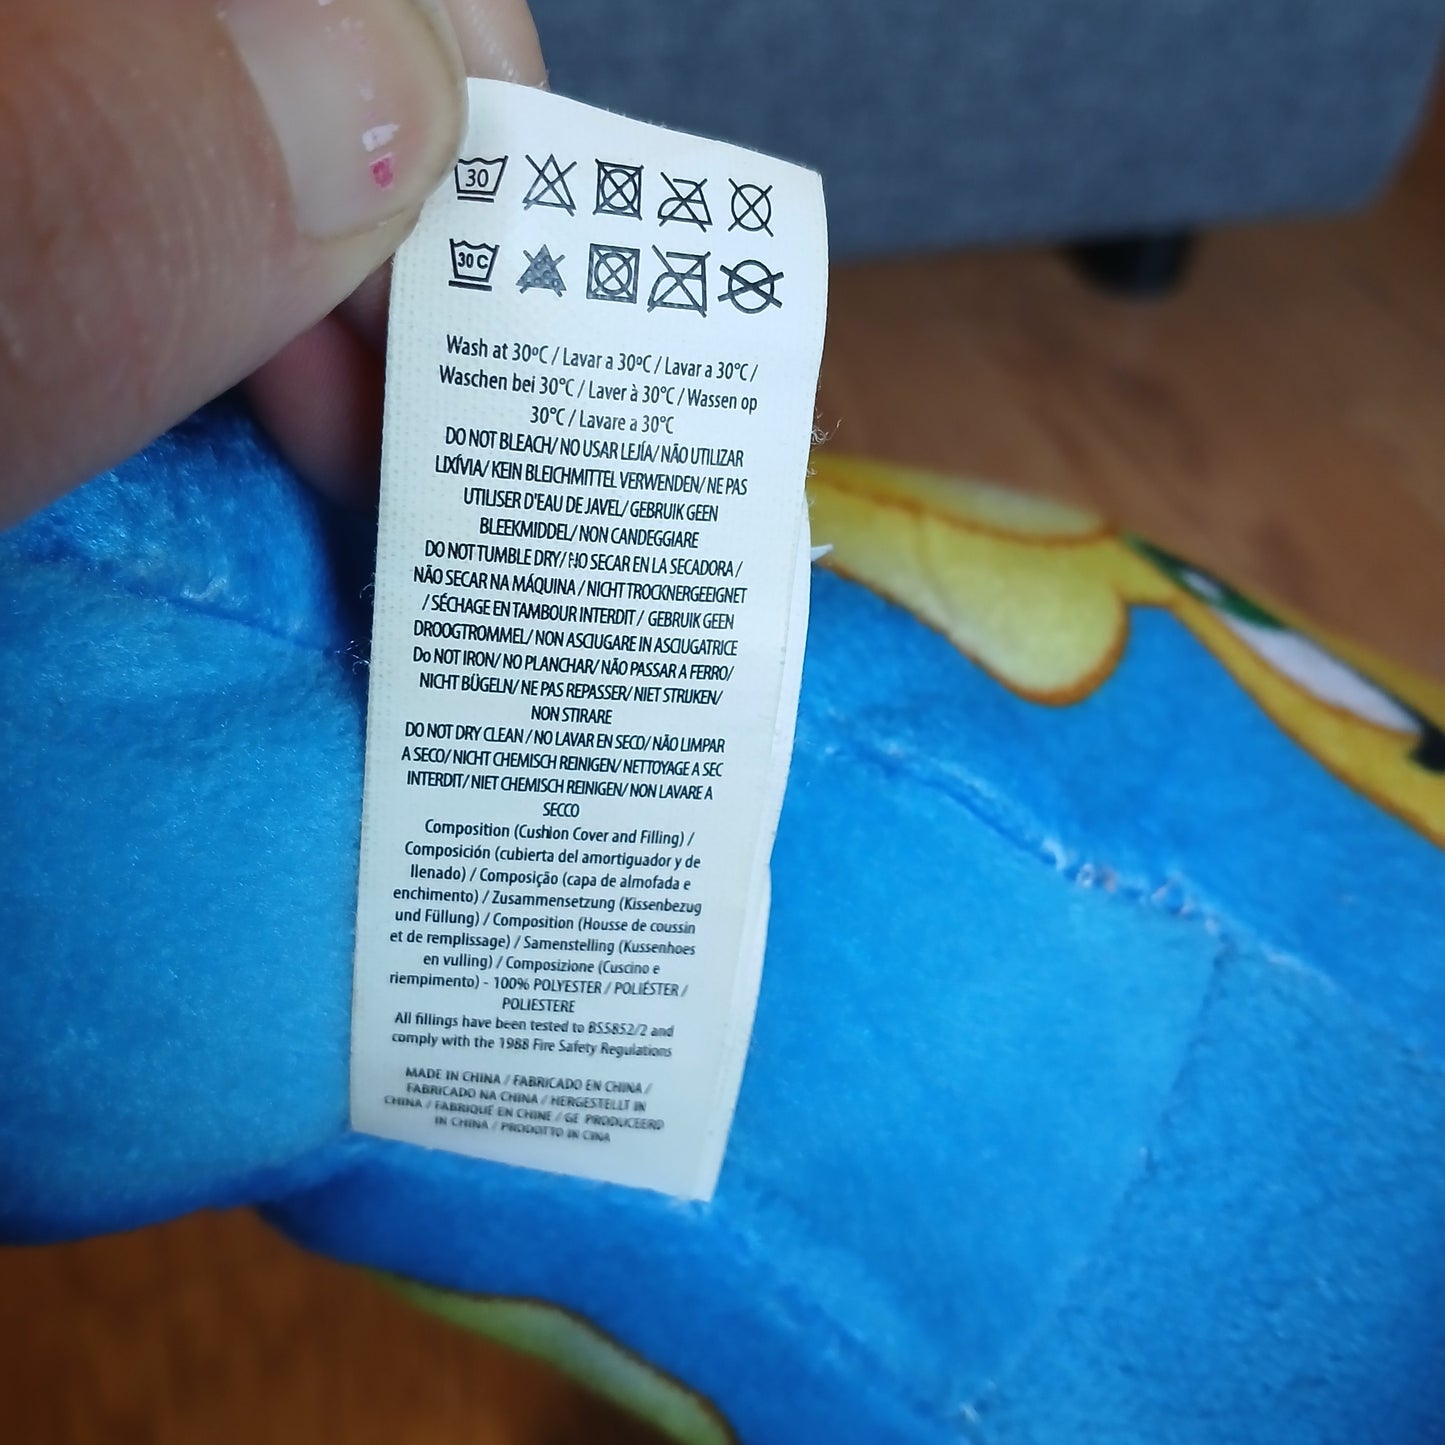 30
30 C
Wash at 30ºC / Lavar a 30ºC / Lavar a 30°C /
Waschen bei 30°C / Laver à 30°C / Wassen op
30°C / Lavare a 30°C
DO NOT BLEACH/ NO USAR LEJÍA/ NÃO UTILIZAR
LIXÍVIA/ KEIN BLEICHMITTEL VERWENDEN/ NE PAS
UTILISER D'EAU DE JAVEL/ GEBRUIK GEEN
BLEEKMIDDEL/ NON CANDEGGIARE
DO NOT TUMBLE DRY/ NO SECAR EN LA SECADORA /
NÃO SECAR NA MÁQUINA / NICHT TROCKNERGEEIGNET
/ SÉCHAGE EN TAMBOUR INTERDIT / GEBRUIK GEEN
DROOGTROMMEL/ NON ASCIUGARE IN ASCIUGATRICE
Do NOT IRON/ NO PLANCHAR/ NÃO PASSAR A FERRO/
NICHT BÜGELN/ NE PAS REPASSER/ NIET STRIJKEN/
NON STIRARE
DO NOT DRY CLEAN / NO LAVAR EN SECO/ NÃO LIMPAR
A SECO/ NICHT CHEMISCH REINIGEN/ NETTOYAGE A SEC
INTERDIT/ NIET CHEMISCH REINIGEN/ NON LAVARE A
SECCO
Composition (Cushion Cover and Filling) /
Composición (cubierta del amortiguador y de
llenado) / Composição (capa de almofada e
enchimento) / Zusammensetzung (Kissenbezug
und Füllung) / Composition (Housse de coussin
et de remplissage) / Samenstelling (Kussenhoes
en vulling) / Composizione (Cuscino e
riempimento) - 100% POLYESTER / POLIÉSTER /
POLIESTERE
All fillings have been tested to BS5852/2 and
comply with the 1988 Fire Safety Regulations
MADE IN CHINA / FABRICADO EN CHINA /
FABRICADO NA CHINA / HERGESTELLT IN
CHINA / FABRIQUÉ EN CHINE / GE PRODUCEERD
IN CHINA / PRODOTTO IN CINA